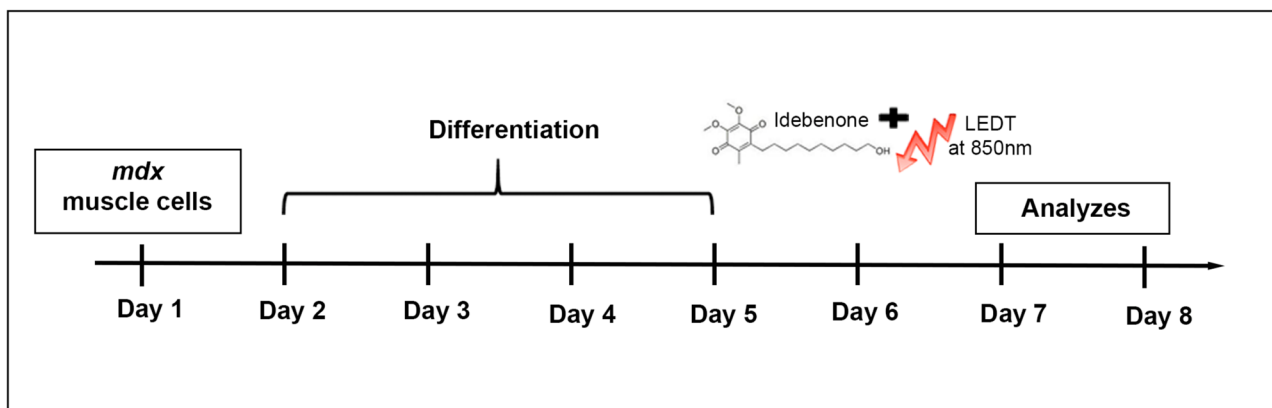 Differentiation
Idebenone
LEDT
at 850nm
O
O
O
O
OH
mdx
muscle cells
Analyzes
Day 1
Day 2
Day 3
Day 4
Day 5
Day 6
Day 7
Day 8